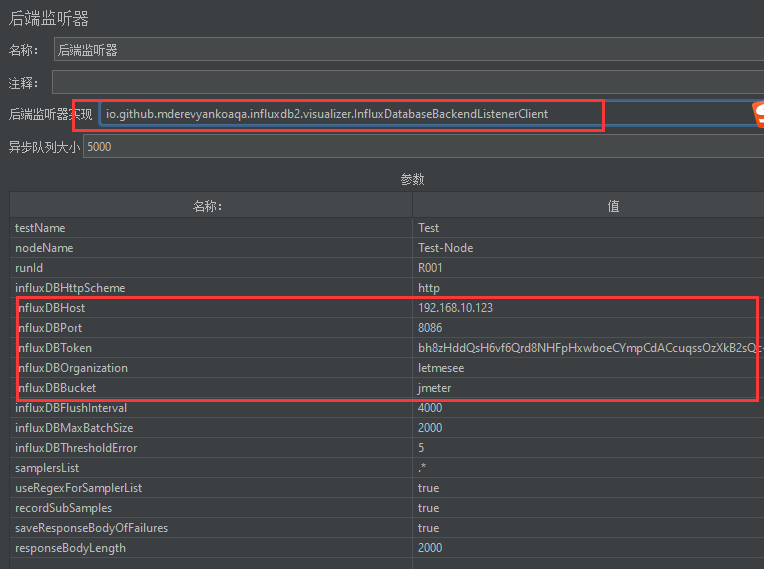 后端监听器
名称： 后端监听器
注释：
后端监听器实现 io.github.mderevyankoaqa.influxdb2.visualizer.InfluxDatabaseBackendListenerClient
异步队列大小 5000
参数
名称: 值
testName Test
nodeName Test-Node
runId R001
influxDBHttpScheme http
nfluxDBHost 192.168.10.123
nfluxDBPort 8086
nfluxDBToken bh8zHddQsH6vf6Qrd8NHFpHxwboeCYmpCdACcuqssOzXkB2sQc-
nfluxDBOrganization letmesee
nfluxDBBucket jmeter
influxDBFlushInterval 4000
influxDBMaxBatchSize 2000
influxDBThresholdError 5
samplersList .*
useRegexForSamplerList true
recordSubSamples true
saveResponseBodyOfFailures true
responseBodyLength 2000